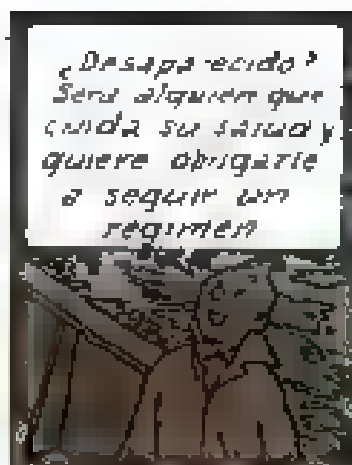 ¿Desaparecido?
Será alguien que
cuida su salud y
quiere obligarle
a seguir un
régimen